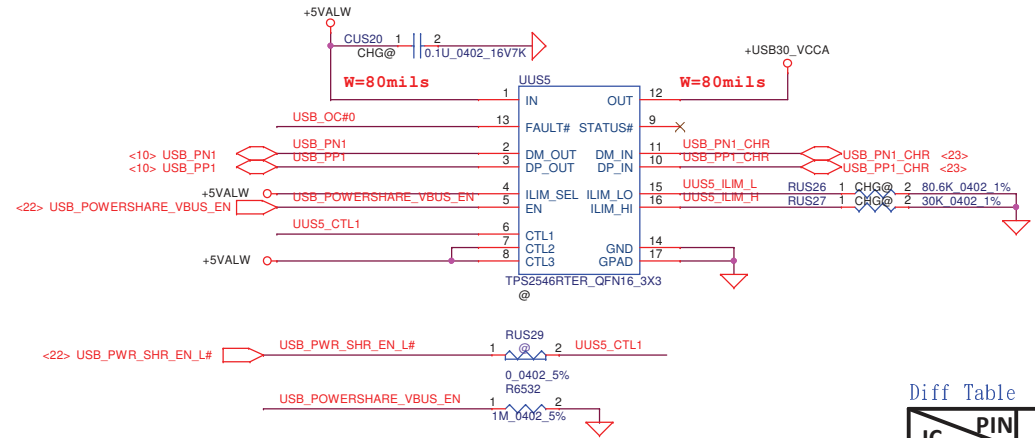 +5VALW
CUS20 1 2
CHG@ 0.1U_0402_16V7K
+USB30_VCCA
W=80mils UUS5 W=80mils
1 IN OUT 12
USB_OC#0 13 FAULT# STATUS# 9
<10> USB_PN1 USB_PN1 2 DM_OUT DM_IN 11 USB_PN1_CHR USB_PN1_CHR <23>
<10> USB_PP1 USB_PP1 3 DP_OUT DP_IN 10 USB_PP1_CHR USB_PP1_CHR <23>
+5VALW 4 ILIM_SEL ILIM_LO 15 UUS5_ILIM_L RUS26 1 CHG@ 2 80.6K_0402_1%
<22> USB_POWERSHARE_VBUS_EN USB_POWERSHARE_VBUS_EN 5 EN ILIM_HI 16 UUS5_ILIM_H RUS27 1 CHG@ 2 30K_0402_1%
UUS5_CTL1 6 CTL1
7 CTL2 GND 14
+5VALW 8 CTL3 GPAD 17
TPS2546RTER_QFN16_3X3
@
RUS29
<22> USB_PWR_SHR_EN_L# USB_PWR_SHR_EN_L# 1 @ 2 UUS5_CTL1
0_0402_5%
R6532
USB_POWERSHARE_VBUS_EN 1 2
1M_0402_5%
Diff Table
PIN
IC